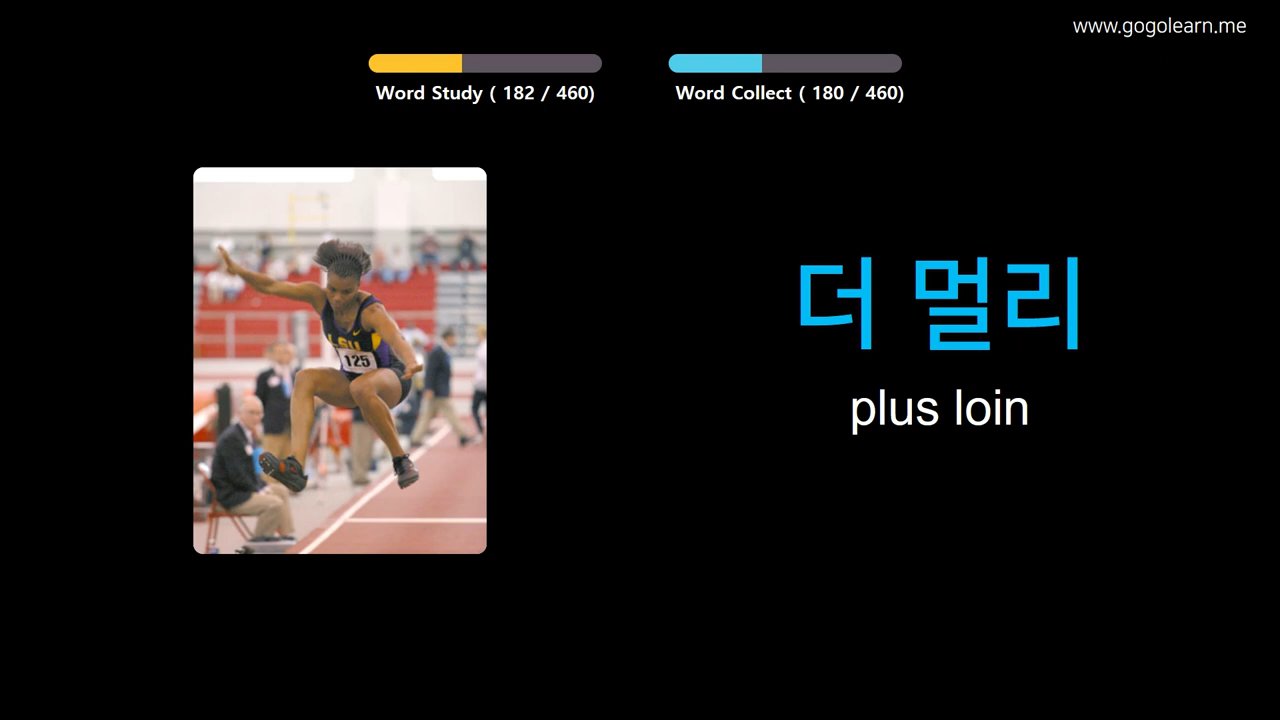 www.gogolearn.me
Word Study ( 182 / 460)
Word Collect ( 180 / 460)
LSU
125
더 멀리
plus loin